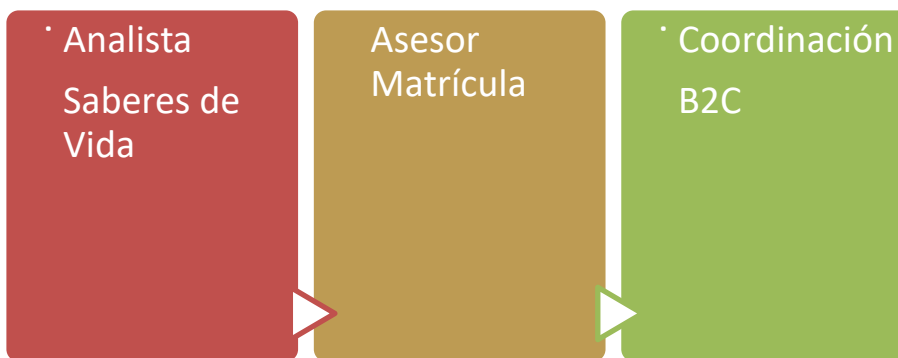 · Analista
Saberes de
Vida
Asesor
Matrícula
· Coordinación
B2C